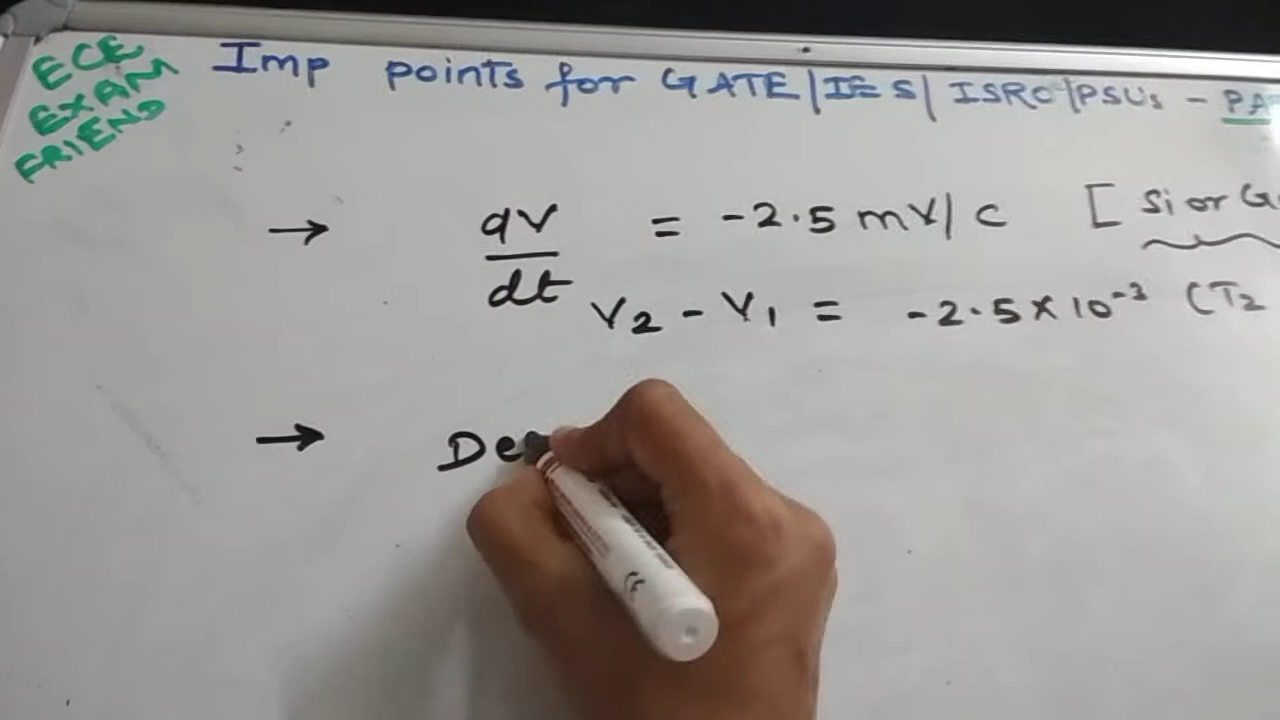 ECE
EXAM
FRIEND
Imp points for GATE|IES|ISRO|PSUs - PA
→ dV/dt = -2.5 mV/c [Si or G
V2 - V1 = -2.5×10⁻³ (T2
→ De